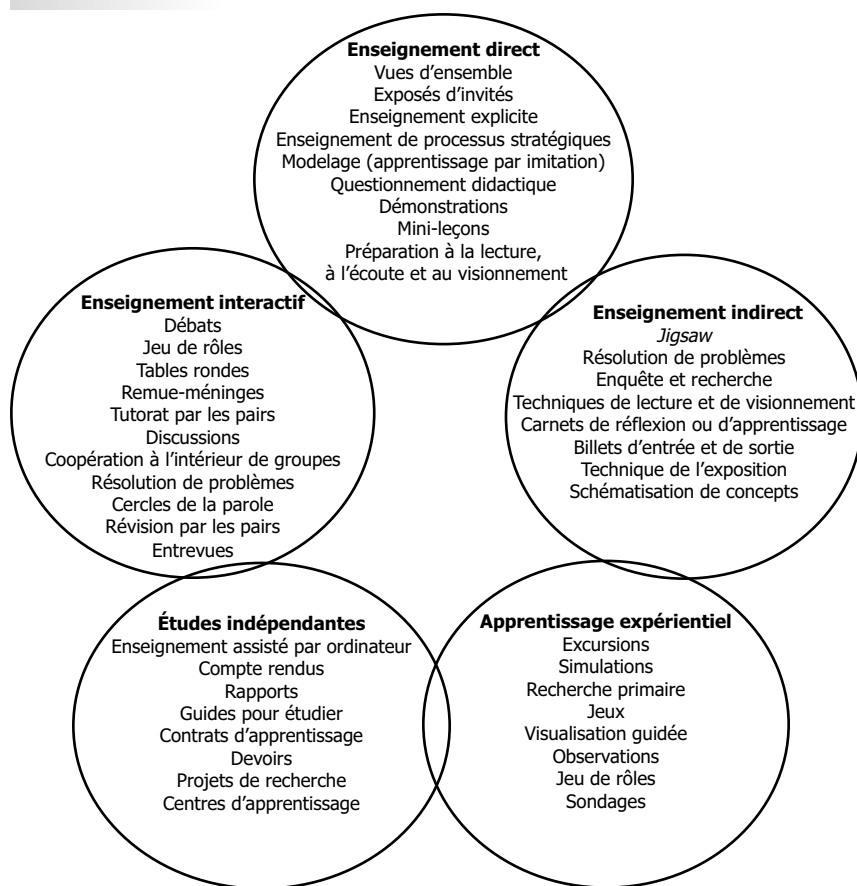 Enseignement direct
Vues d'ensemble
Exposés d'invités
Enseignement explicite
Enseignement de processus stratégiques
Modelage (apprentissage par imitation)
Questionnement didactique
Démonstrations
Mini-leçons
Préparation à la lecture,
à l'écoute et au visionnement
Enseignement interactif
Débats
Jeu de rôles
Tables rondes
Remue-méninges
Tutorat par les pairs
Discussions
Coopération à l'intérieur de groupes
Résolution de problèmes
Cercles de la parole
Révision par les pairs
Entrevues
Enseignement indirect
Jigsaw
Résolution de problèmes
Enquête et recherche
Techniques de lecture et de visionnement
Carnets de réflexion ou d'apprentissage
Billets d'entrée et de sortie
Technique de l'exposition
Schématisation de concepts
Études indépendantes
Enseignement assisté par ordinateur
Compte rendus
Rapports
Guides pour étudier
Contrats d'apprentissage
Devoirs
Projets de recherche
Centres d'apprentissage
Apprentissage expérientiel
Excursions
Simulations
Recherche primaire
Jeux
Visualisation guidée
Observations
Jeu de rôles
Sondages